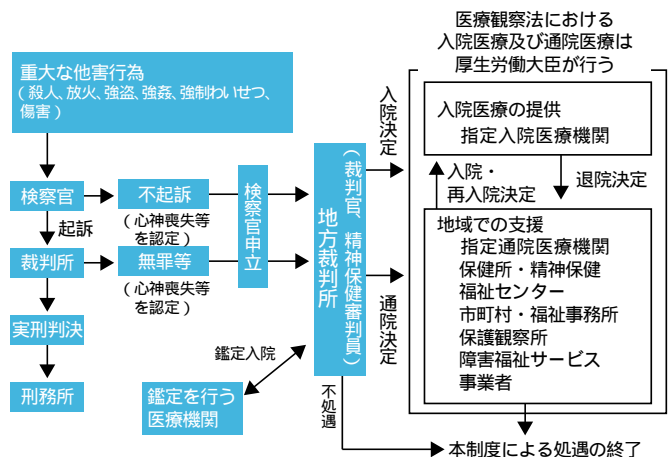 医療観察法における
入院医療及び通院医療は
厚生労働大臣が行う
重大な他害行為
(殺人、放火、強盗、強姦、強制わいせつ、
傷害)
検察官
起訴
裁判所
実刑判決
刑務所
不起訴
(心神喪失等
を認定)
無罪等
(心神喪失等
を認定)
検察官申立
地方裁判所
(裁判官、精神保健審判員)
鑑定入院
鑑定を行う
医療機関
入院決定
通院決定
不処遇
入院医療の提供
指定入院医療機関
入院・
再入院決定
退院決定
地域での支援
指定通院医療機関
保健所・精神保健
福祉センター
市町村・福祉事務所
保護観察所
障害福祉サービス
事業者
本制度による処遇の終了